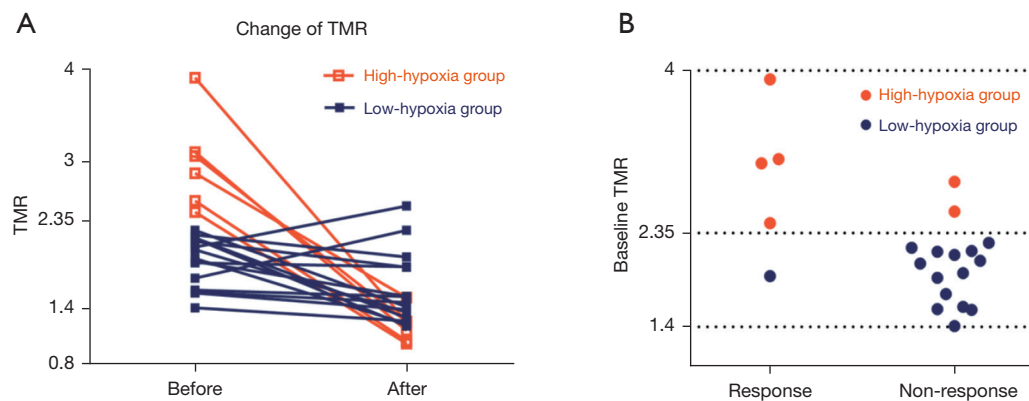 A
Change of TMR
4
3
2.35
1.4
0.8
TMR
High-hypoxia group
Low-hypoxia group
Before
After
B
4
2.35
1.4
Baseline TMR
High-hypoxia group
Low-hypoxia group
Response
Non-response